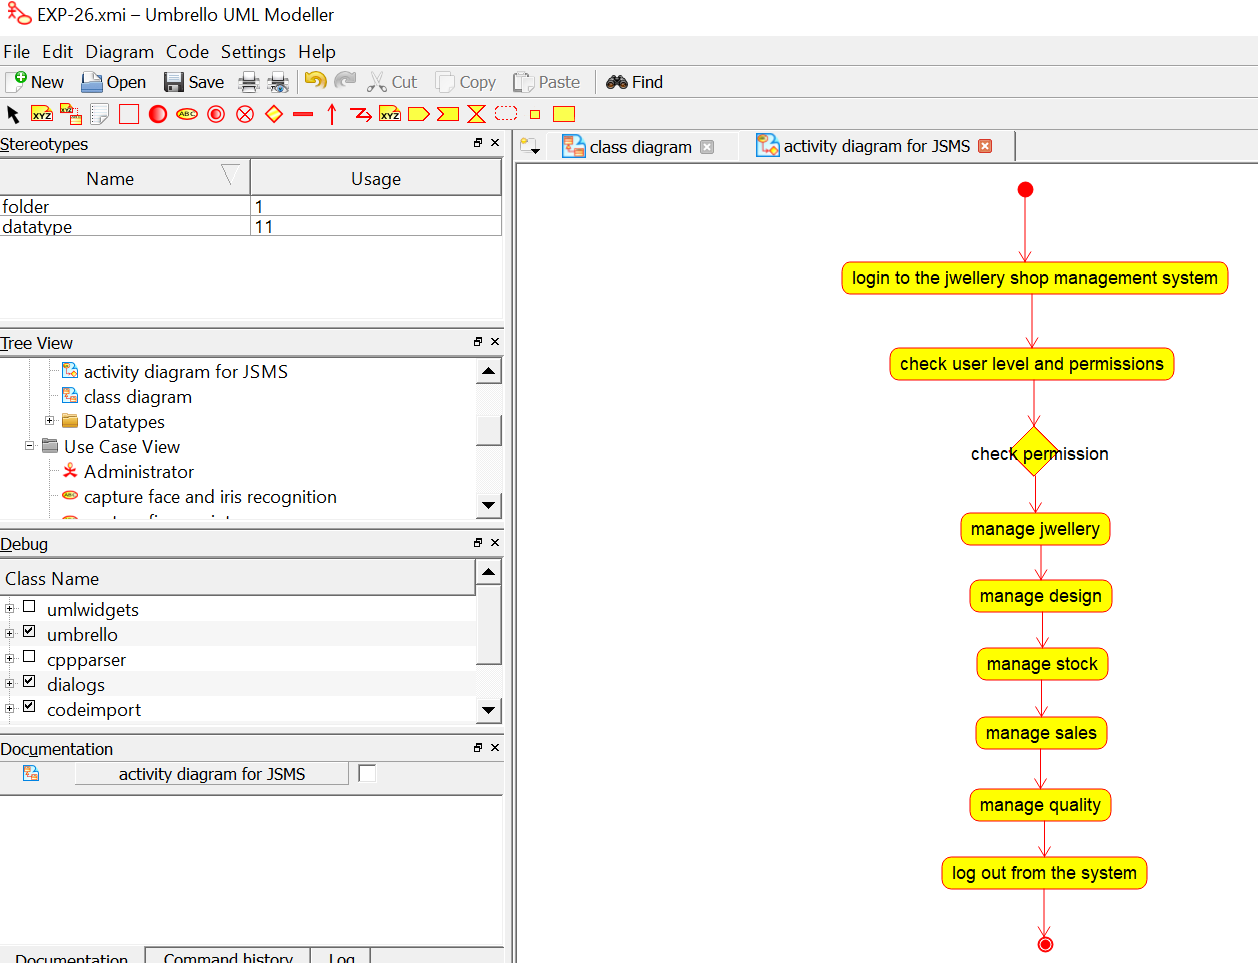 EXP-26.xmi – Umbrello UML Modeller
File Edit Diagram Code Settings Help
New Open Save Cut Copy Paste Find
XYZ XYZ ABC XYZ
Stereotypes
Name Usage
folder 1
datatype 11
Tree View
activity diagram for JSMS
class diagram
Datatypes
Use Case View
Administrator
ABC capture face and iris recognition
Debug
Class Name
umlwidgets
umbrello
cppparser
dialogs
codeimport
Documentation
activity diagram for JSMS
Documentation Command history Log
class diagram activity diagram for JSMS
login to the jwellery shop management system
check user level and permissions
check permission
manage jwellery
manage design
manage stock
manage sales
manage quality
log out from the system